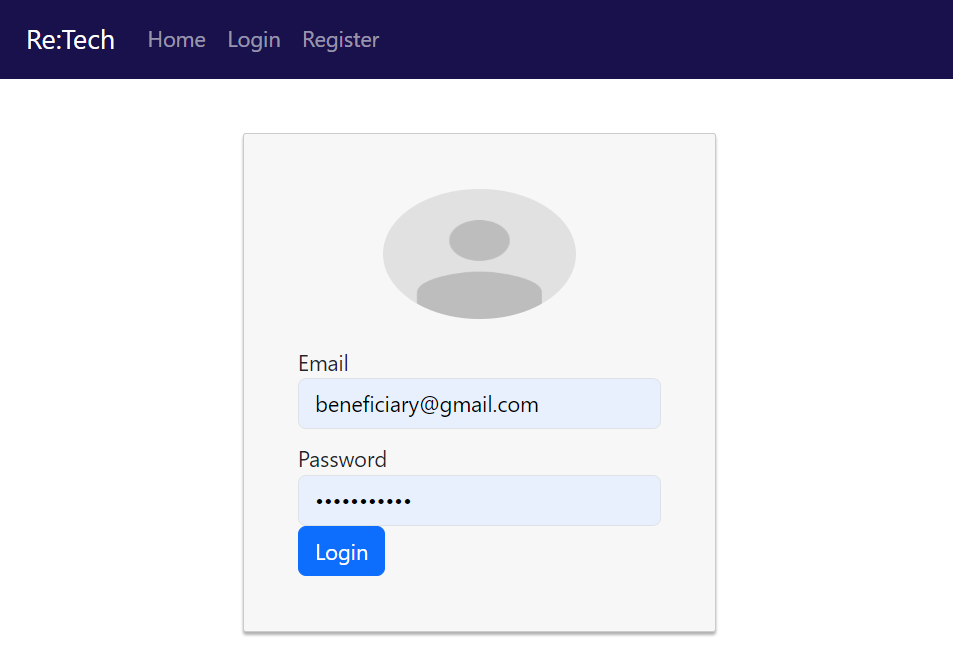 Re:Tech Home Login Register
Email
beneficiary@gmail.com
Password
•••••••••••
Login